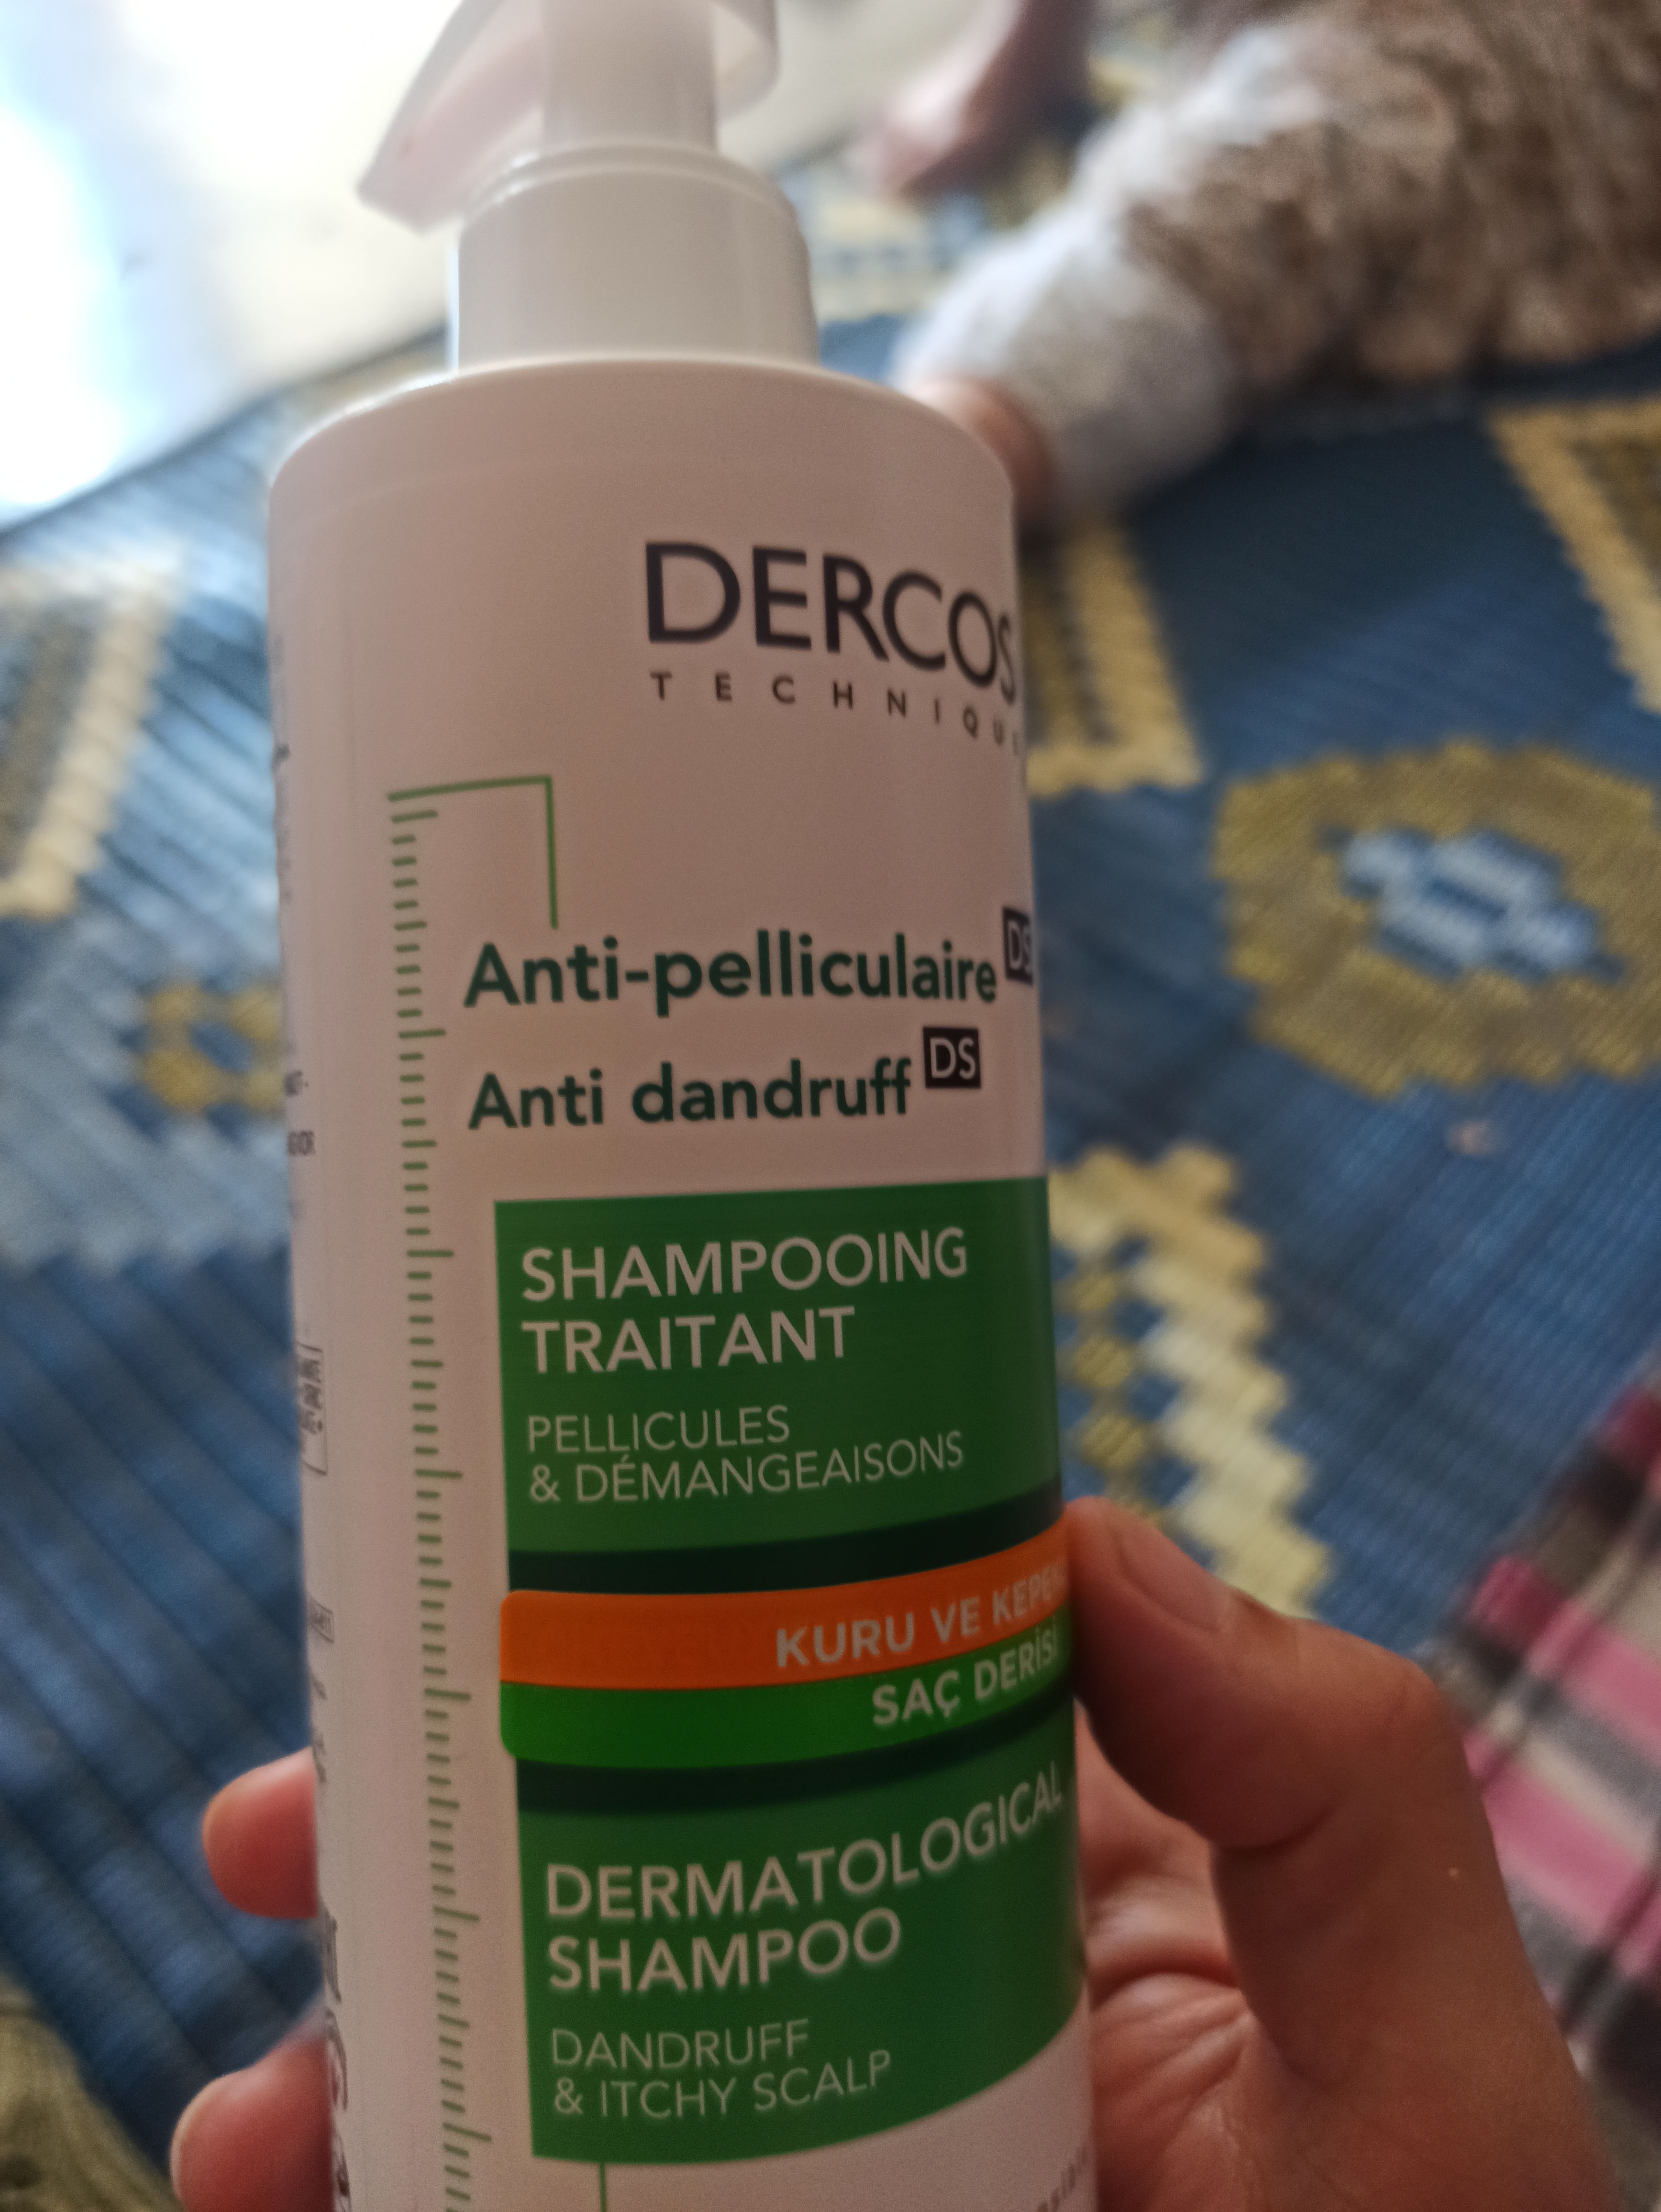 DERCOS
TECHNIQUE
Anti-pelliculaire DS
Anti dandruff DS
SHAMPOOING
TRAITANT
PELLICULES
& DÉMANGEAISONS
KURU VE
SAÇ DERİSİ
DERMATOLOGICAL
SHAMPOO
DANDRUFF
& ITCHY SCALP